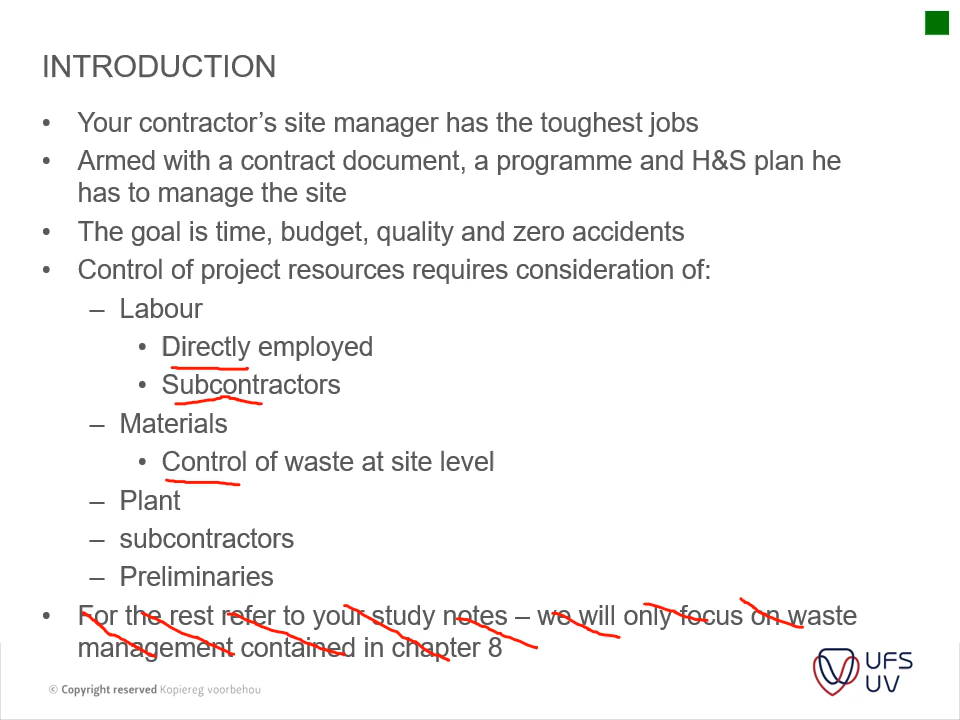 INTRODUCTION
• Your contractor's site manager has the toughest jobs
• Armed with a contract document, a programme and H&S plan he
has to manage the site
• The goal is time, budget, quality and zero accidents
• Control of project resources requires consideration of:
– Labour
• Directly employed
• Subcontractors
– Materials
• Control of waste at site level
– Plant
– subcontractors
– Preliminaries
• For the rest refer to your study notes – we will only focus on waste
management contained in chapter 8
© Copyright reserved Kopiereg voorbehou
UFS
UV